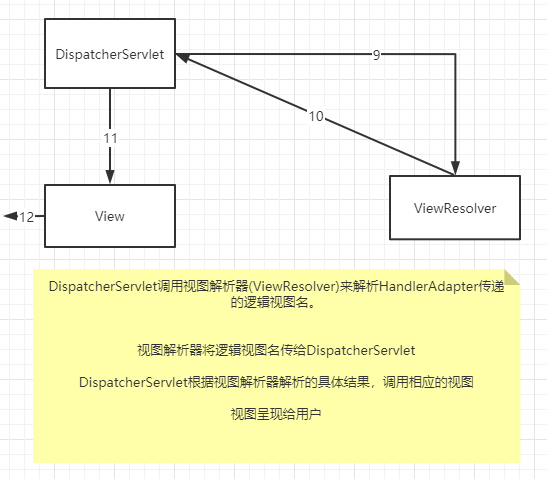 DispatcherServlet
9
10
11
View
12
ViewResolver
DispatcherServlet调用视图解析器(ViewResolver)来解析HandlerAdapter传递
的逻辑视图名。
视图解析器将逻辑视图名传给DispatcherServlet
DispatcherServlet根据视图解析器解析的具体结果，调用相应的视图
视图呈现给用户